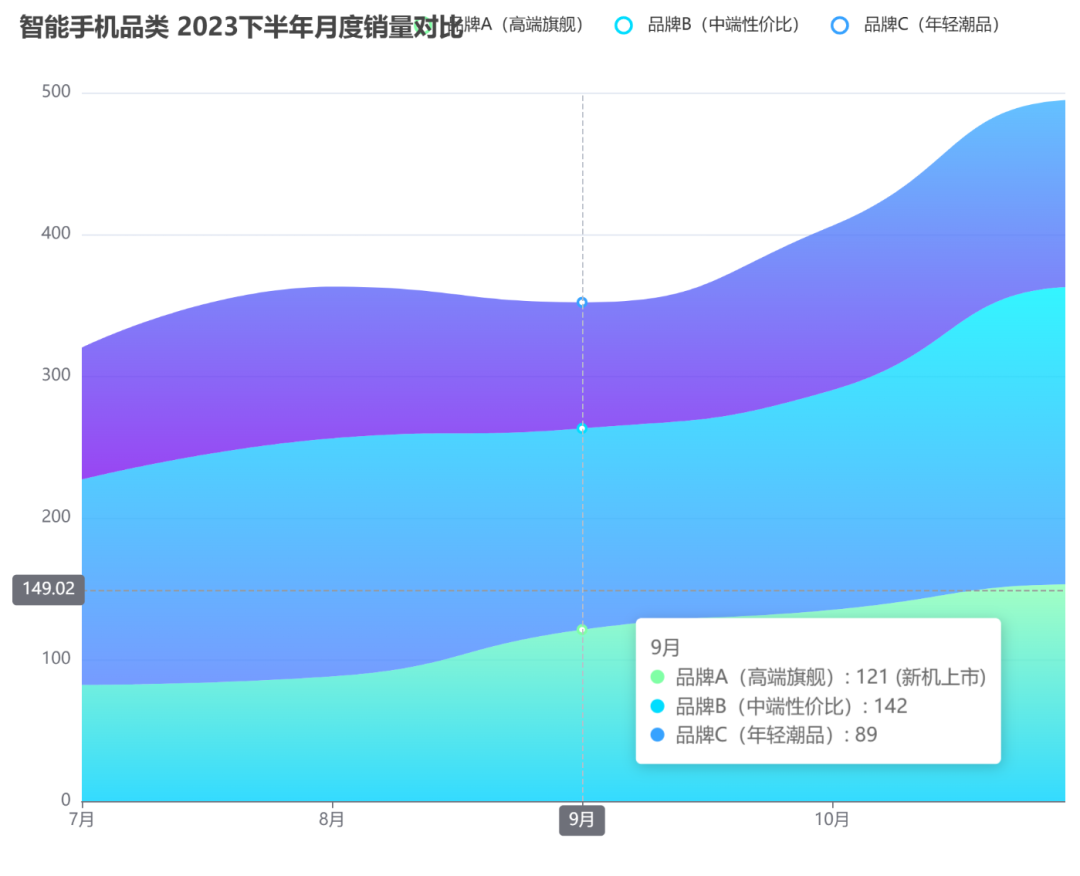 智能手机品类 2023下半年月度销量对比
品牌A（高端旗舰）
品牌B（中端性价比）
品牌C（年轻潮品）
500
400
300
200
149.02
100
0
9月
品牌A（高端旗舰）: 121 (新机上市)
品牌B（中端性价比）: 142
品牌C（年轻潮品）: 89
7月
8月
9月
10月